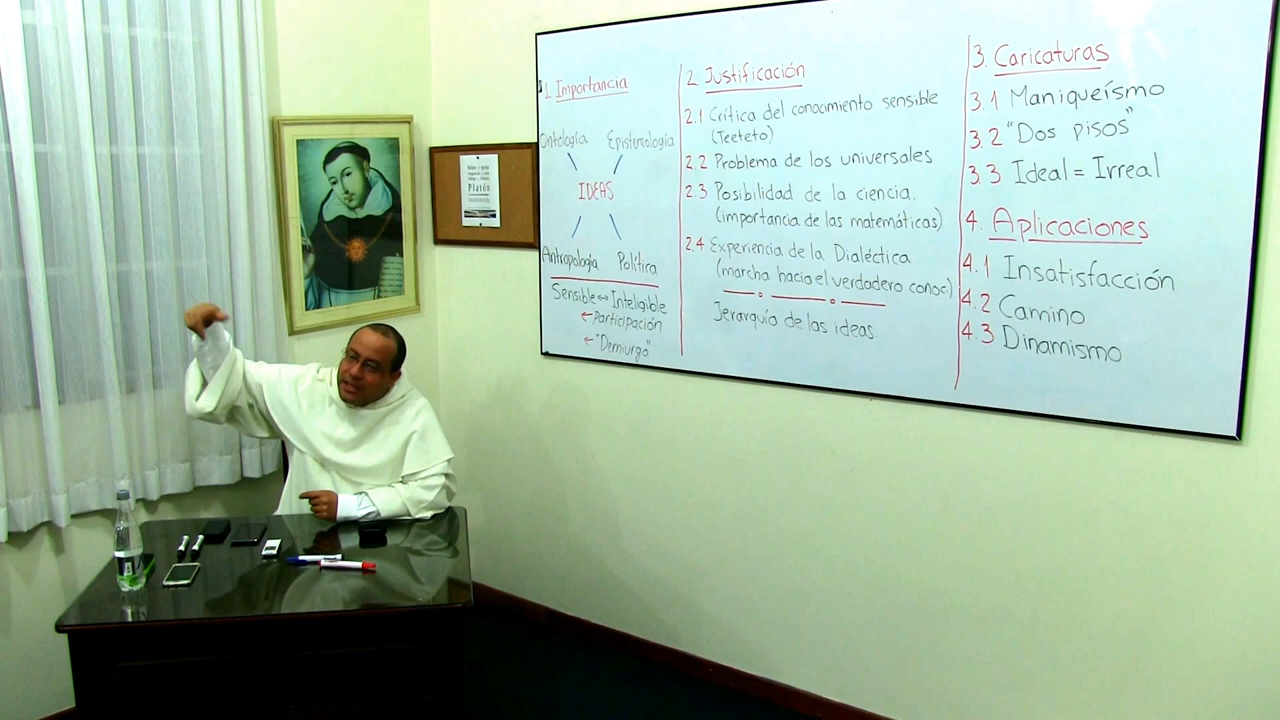 Platón
1. Importancia
Ontología Epistemología
IDEAS
Antropología Política
Sensible ↔ Inteligible
← Participación
← "Demiurgo"
2. Justificación
2.1 Crítica del conocimiento sensible
(Teeteto)
2.2 Problema de los universales
2.3 Posibilidad de la ciencia.
(importancia de las matemáticas)
2.4 Experiencia de la Dialéctica
(marcha hacia el verdadero conoc.)
Jerarquía de las ideas.
3. Caricaturas
3.1 Maniqueísmo
3.2 "Dos pisos"
3.3 Ideal = Irreal
4. Aplicaciones
4.1 Insatisfacción
4.2 Camino
4.3 Dinamismo